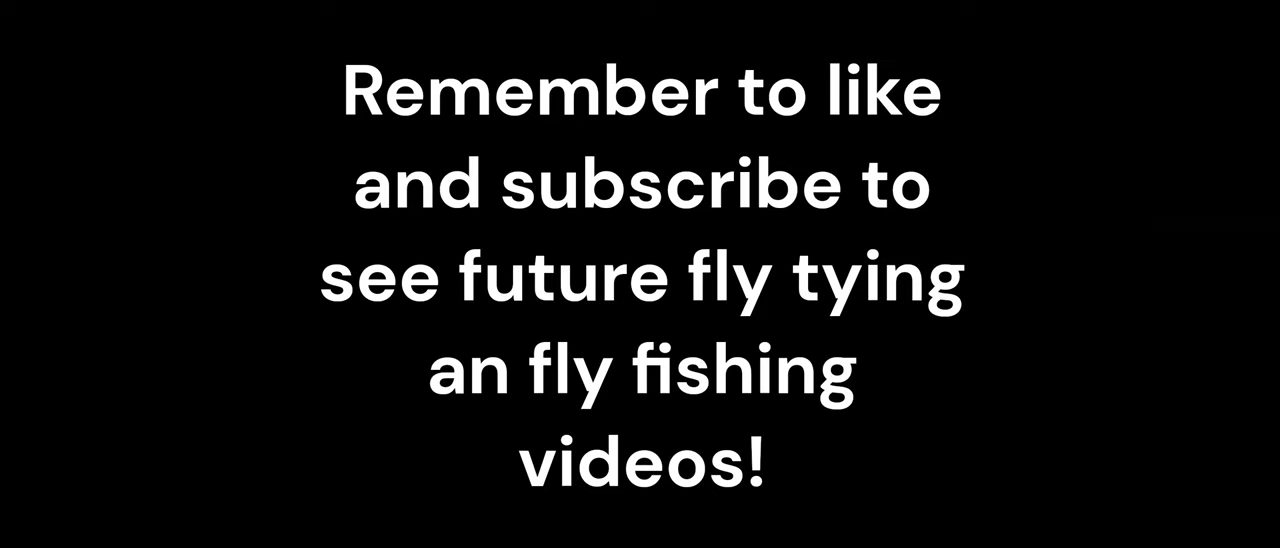 Remember to like
and subscribe to
see future fly tying
an fly fishing
videos!